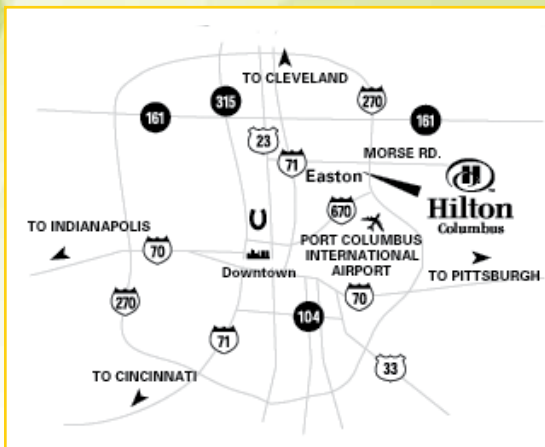 TO CLEVELAND
315
270
161
161
23
MORSE RD.
71
Easton
Hilton
Columbus
670
TO INDIANAPOLIS
70
PORT COLUMBUS
INTERNATIONAL
AIRPORT
Downtown
TO PITTSBURGH
270
70
104
71
33
TO CINCINNATI